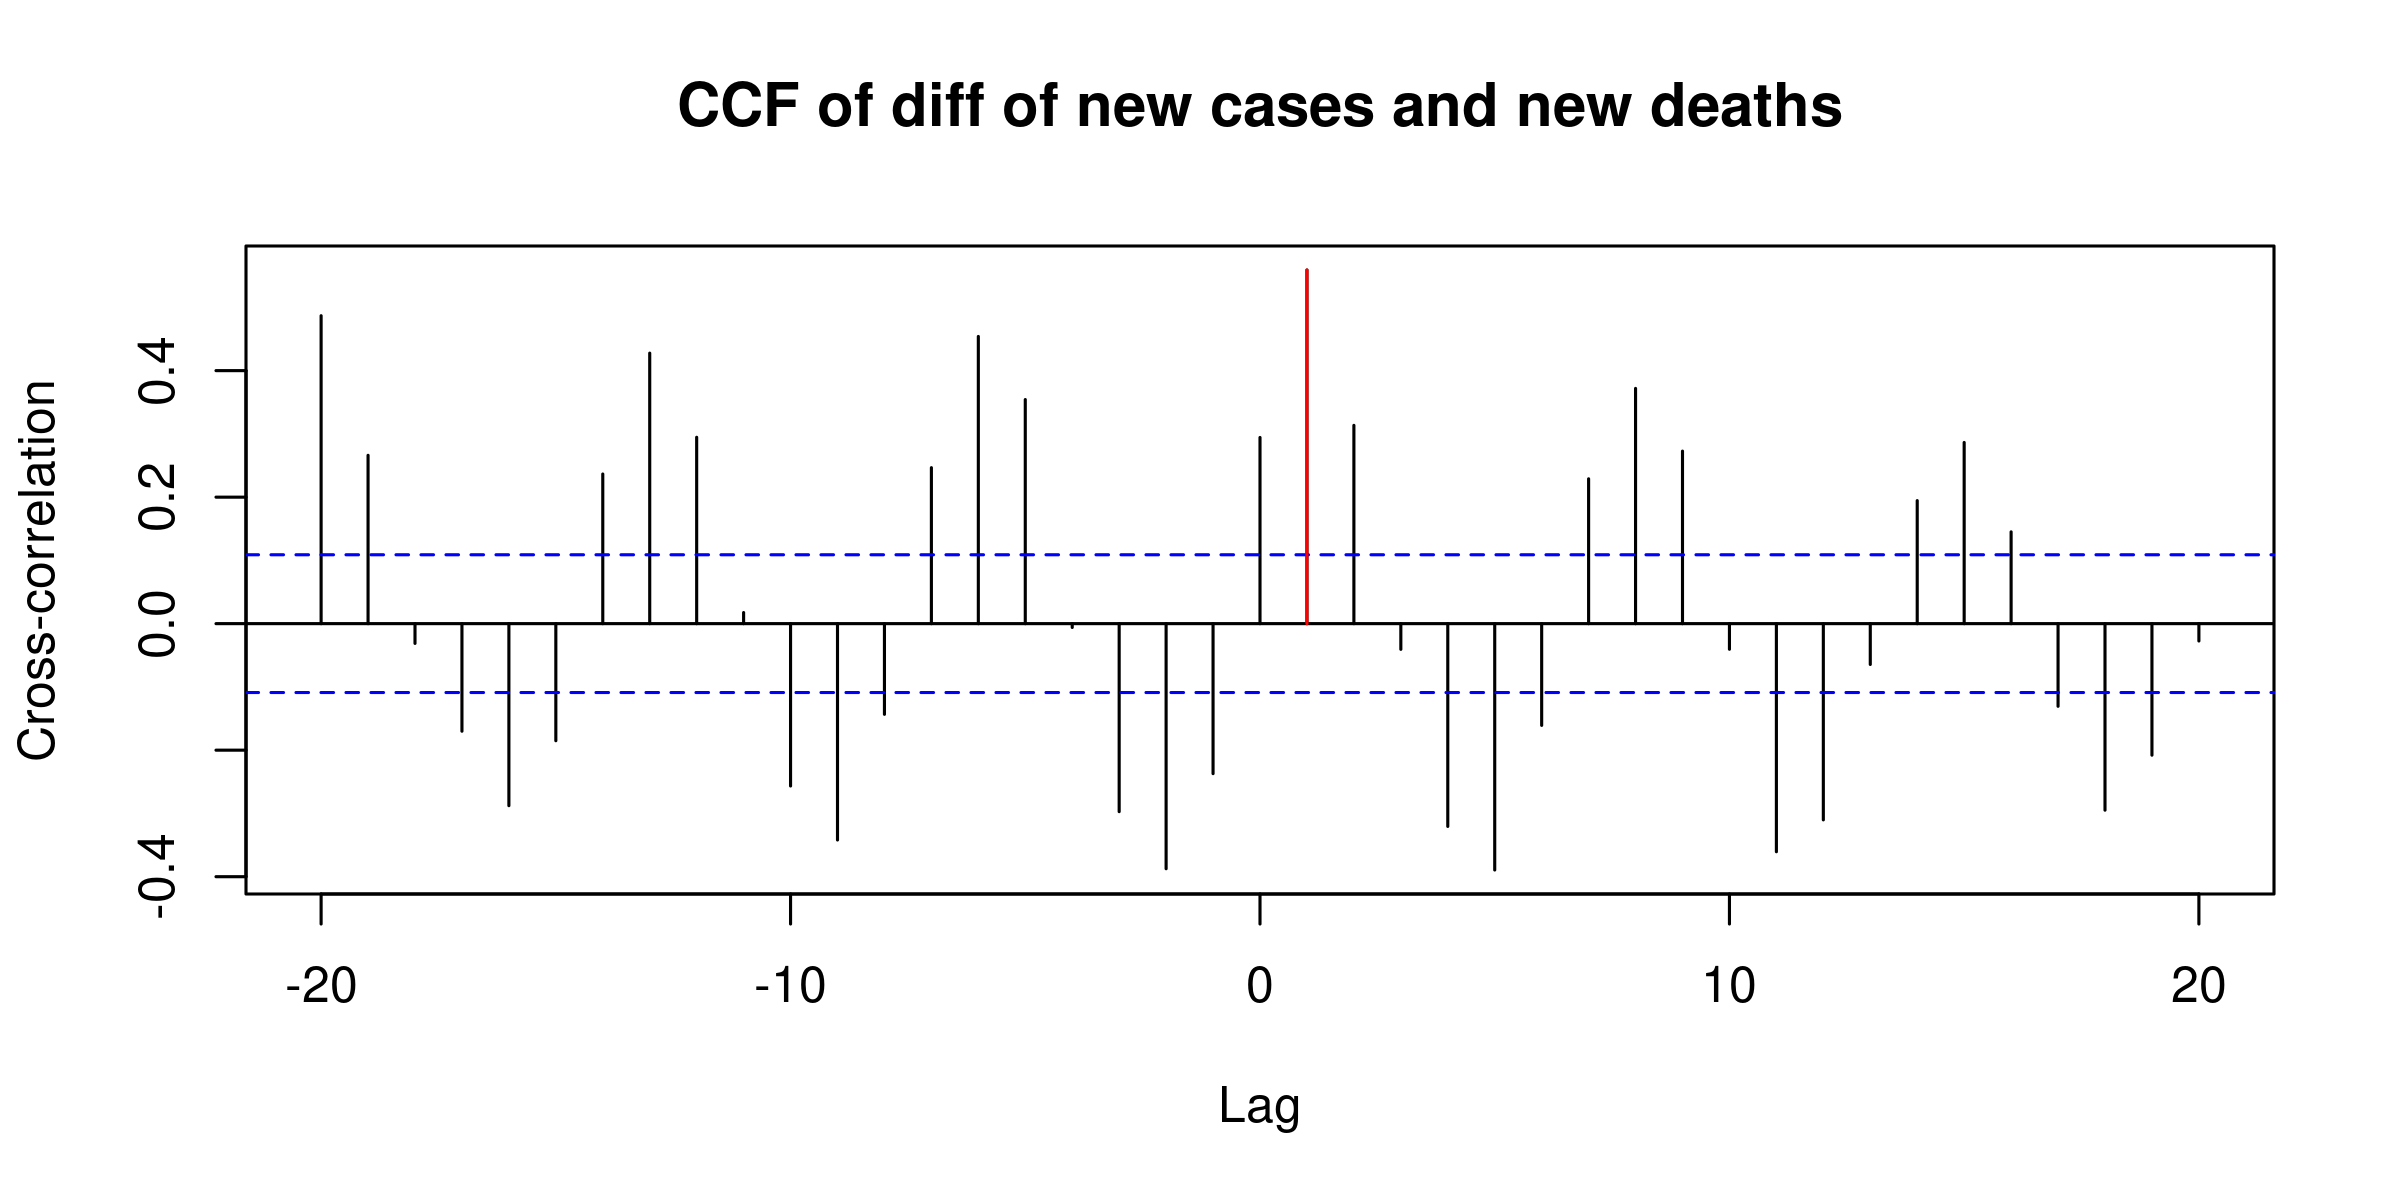 CCF of diff of new cases and new deaths
Cross-correlation
0.4
0.2
0.0
-0.4
-20 -10 0 10 20
Lag